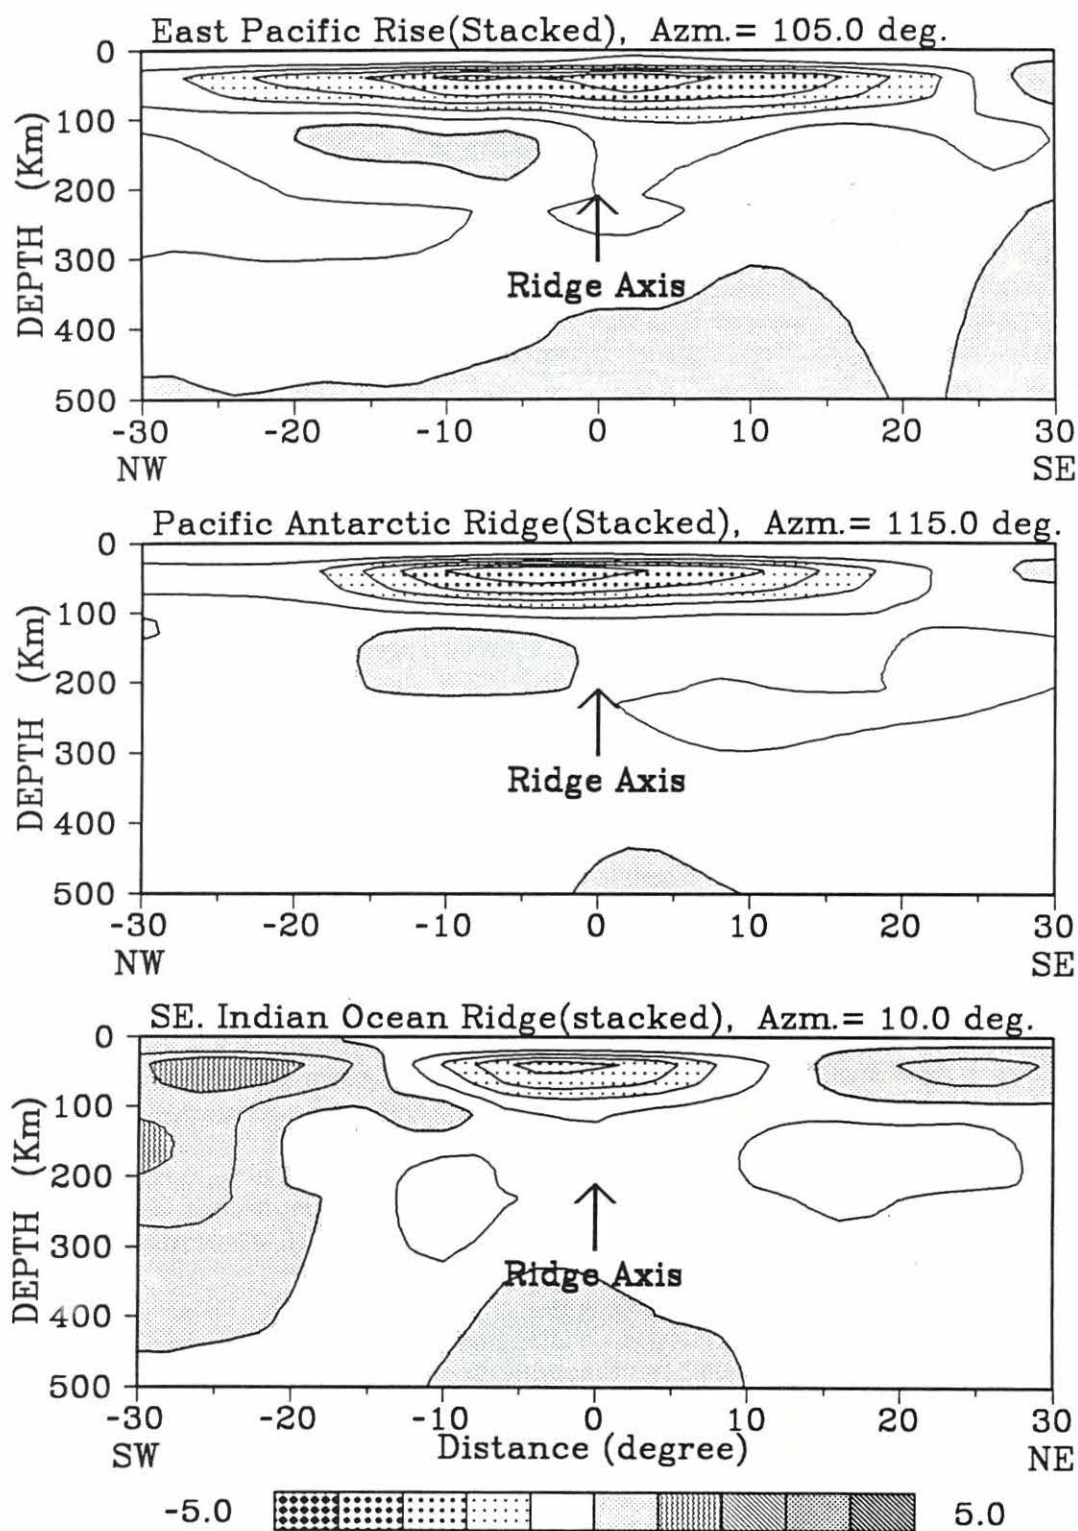 East Pacific Rise(Stacked), Azm.= 105.0 deg.
0
100
200
300
400
500
DEPTH (Km)
Ridge Axis
-30 -20 -10 0 10 20 30
NW SE
Pacific Antarctic Ridge(Stacked), Azm.= 115.0 deg.
0
100
200
300
400
500
DEPTH (Km)
Ridge Axis
-30 -20 -10 0 10 20 30
NW SE
SE. Indian Ocean Ridge(stacked), Azm.= 10.0 deg.
0
100
200
300
400
500
DEPTH (Km)
Ridge Axis
-30 -20 -10 0 10 20 30
SW Distance (degree) NE
-5.0 5.0